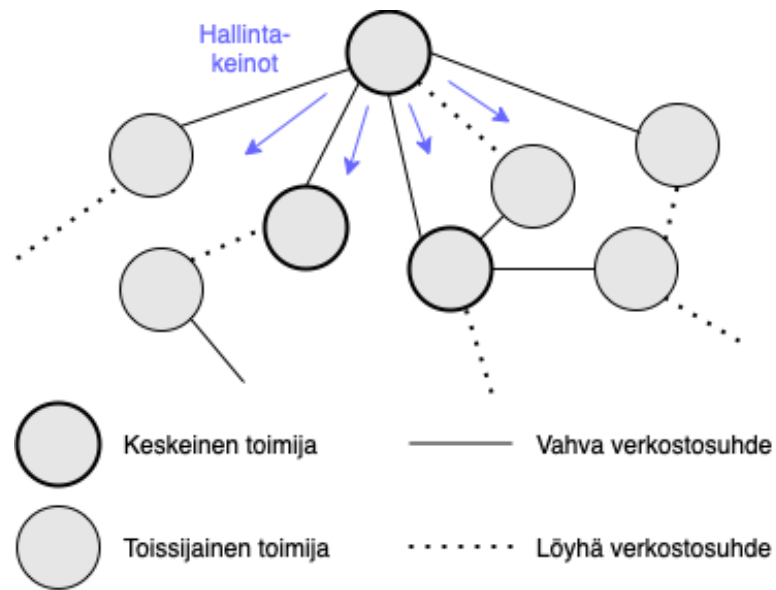 Hallinta-
keinot
Keskeinen toimija
Vahva verkostosuhde
Toissijainen toimija
Löyhä verkostosuhde